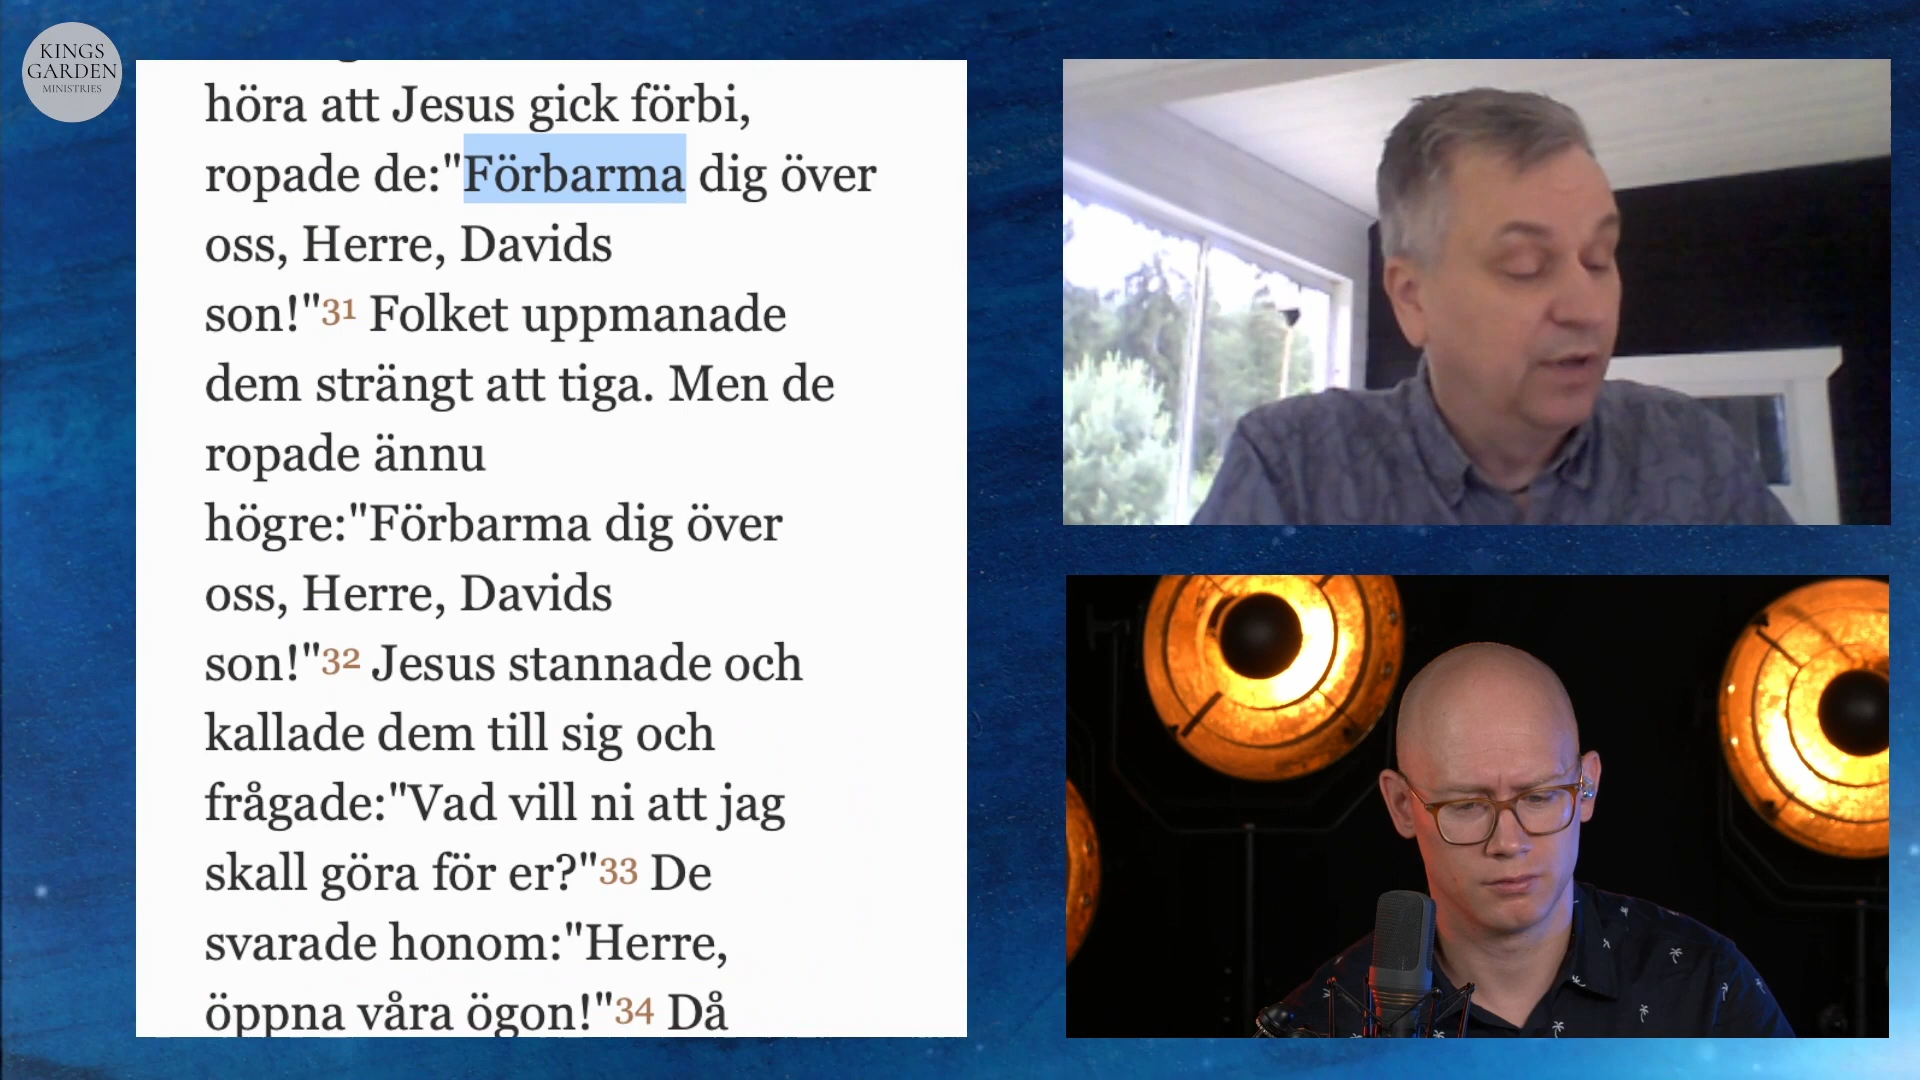 KINGS
GARDEN
MINISTRIES
höra att Jesus gick förbi,
ropade de:"Förbarma dig över
oss, Herre, Davids
son!"31 Folket uppmanade
dem strängt att tiga. Men de
ropade ännu
högre:"Förbarma dig över
oss, Herre, Davids
son!"32 Jesus stannade och
kallade dem till sig och
frågade:"Vad vill ni att jag
skall göra för er?"33 De
svarade honom:"Herre,
öppna våra ögon!"34 Då